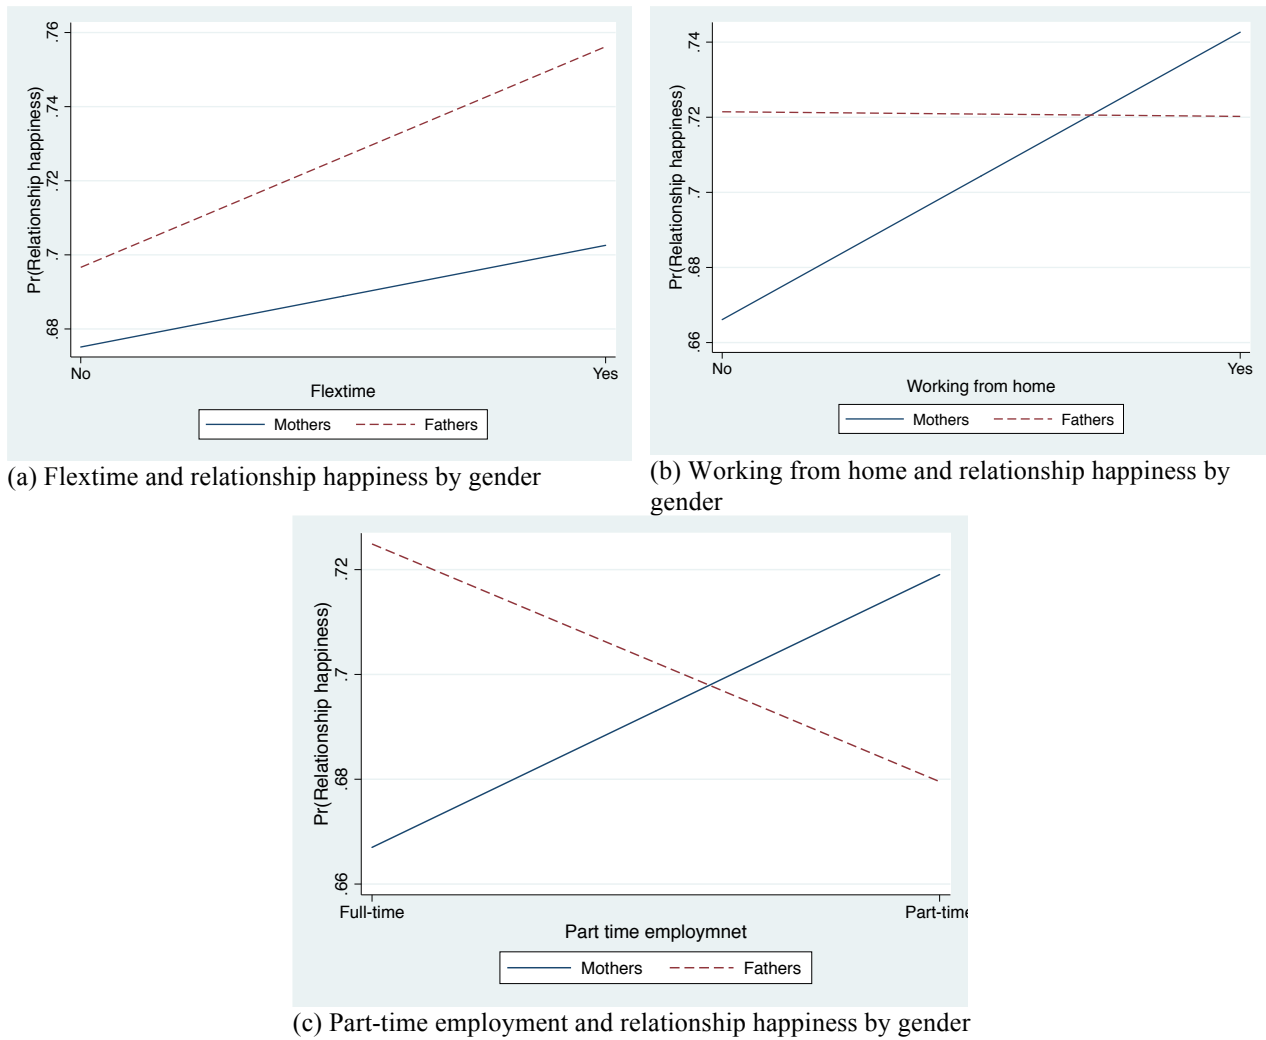 .76
.74
.72
.7
.68
Pr(Relationship happiness)
No
Yes
Flextime
Mothers
Fathers
(a) Flextime and relationship happiness by gender
.74
.72
.7
.68
.66
Pr(Relationship happiness)
No
Yes
Working from home
Mothers
Fathers
(b) Working from home and relationship happiness by
gender
.72
.7
.68
.66
Pr(Relationship happiness)
Full-time
Part-time
Part time employmnet
Mothers
Fathers
(c) Part-time employment and relationship happiness by gender